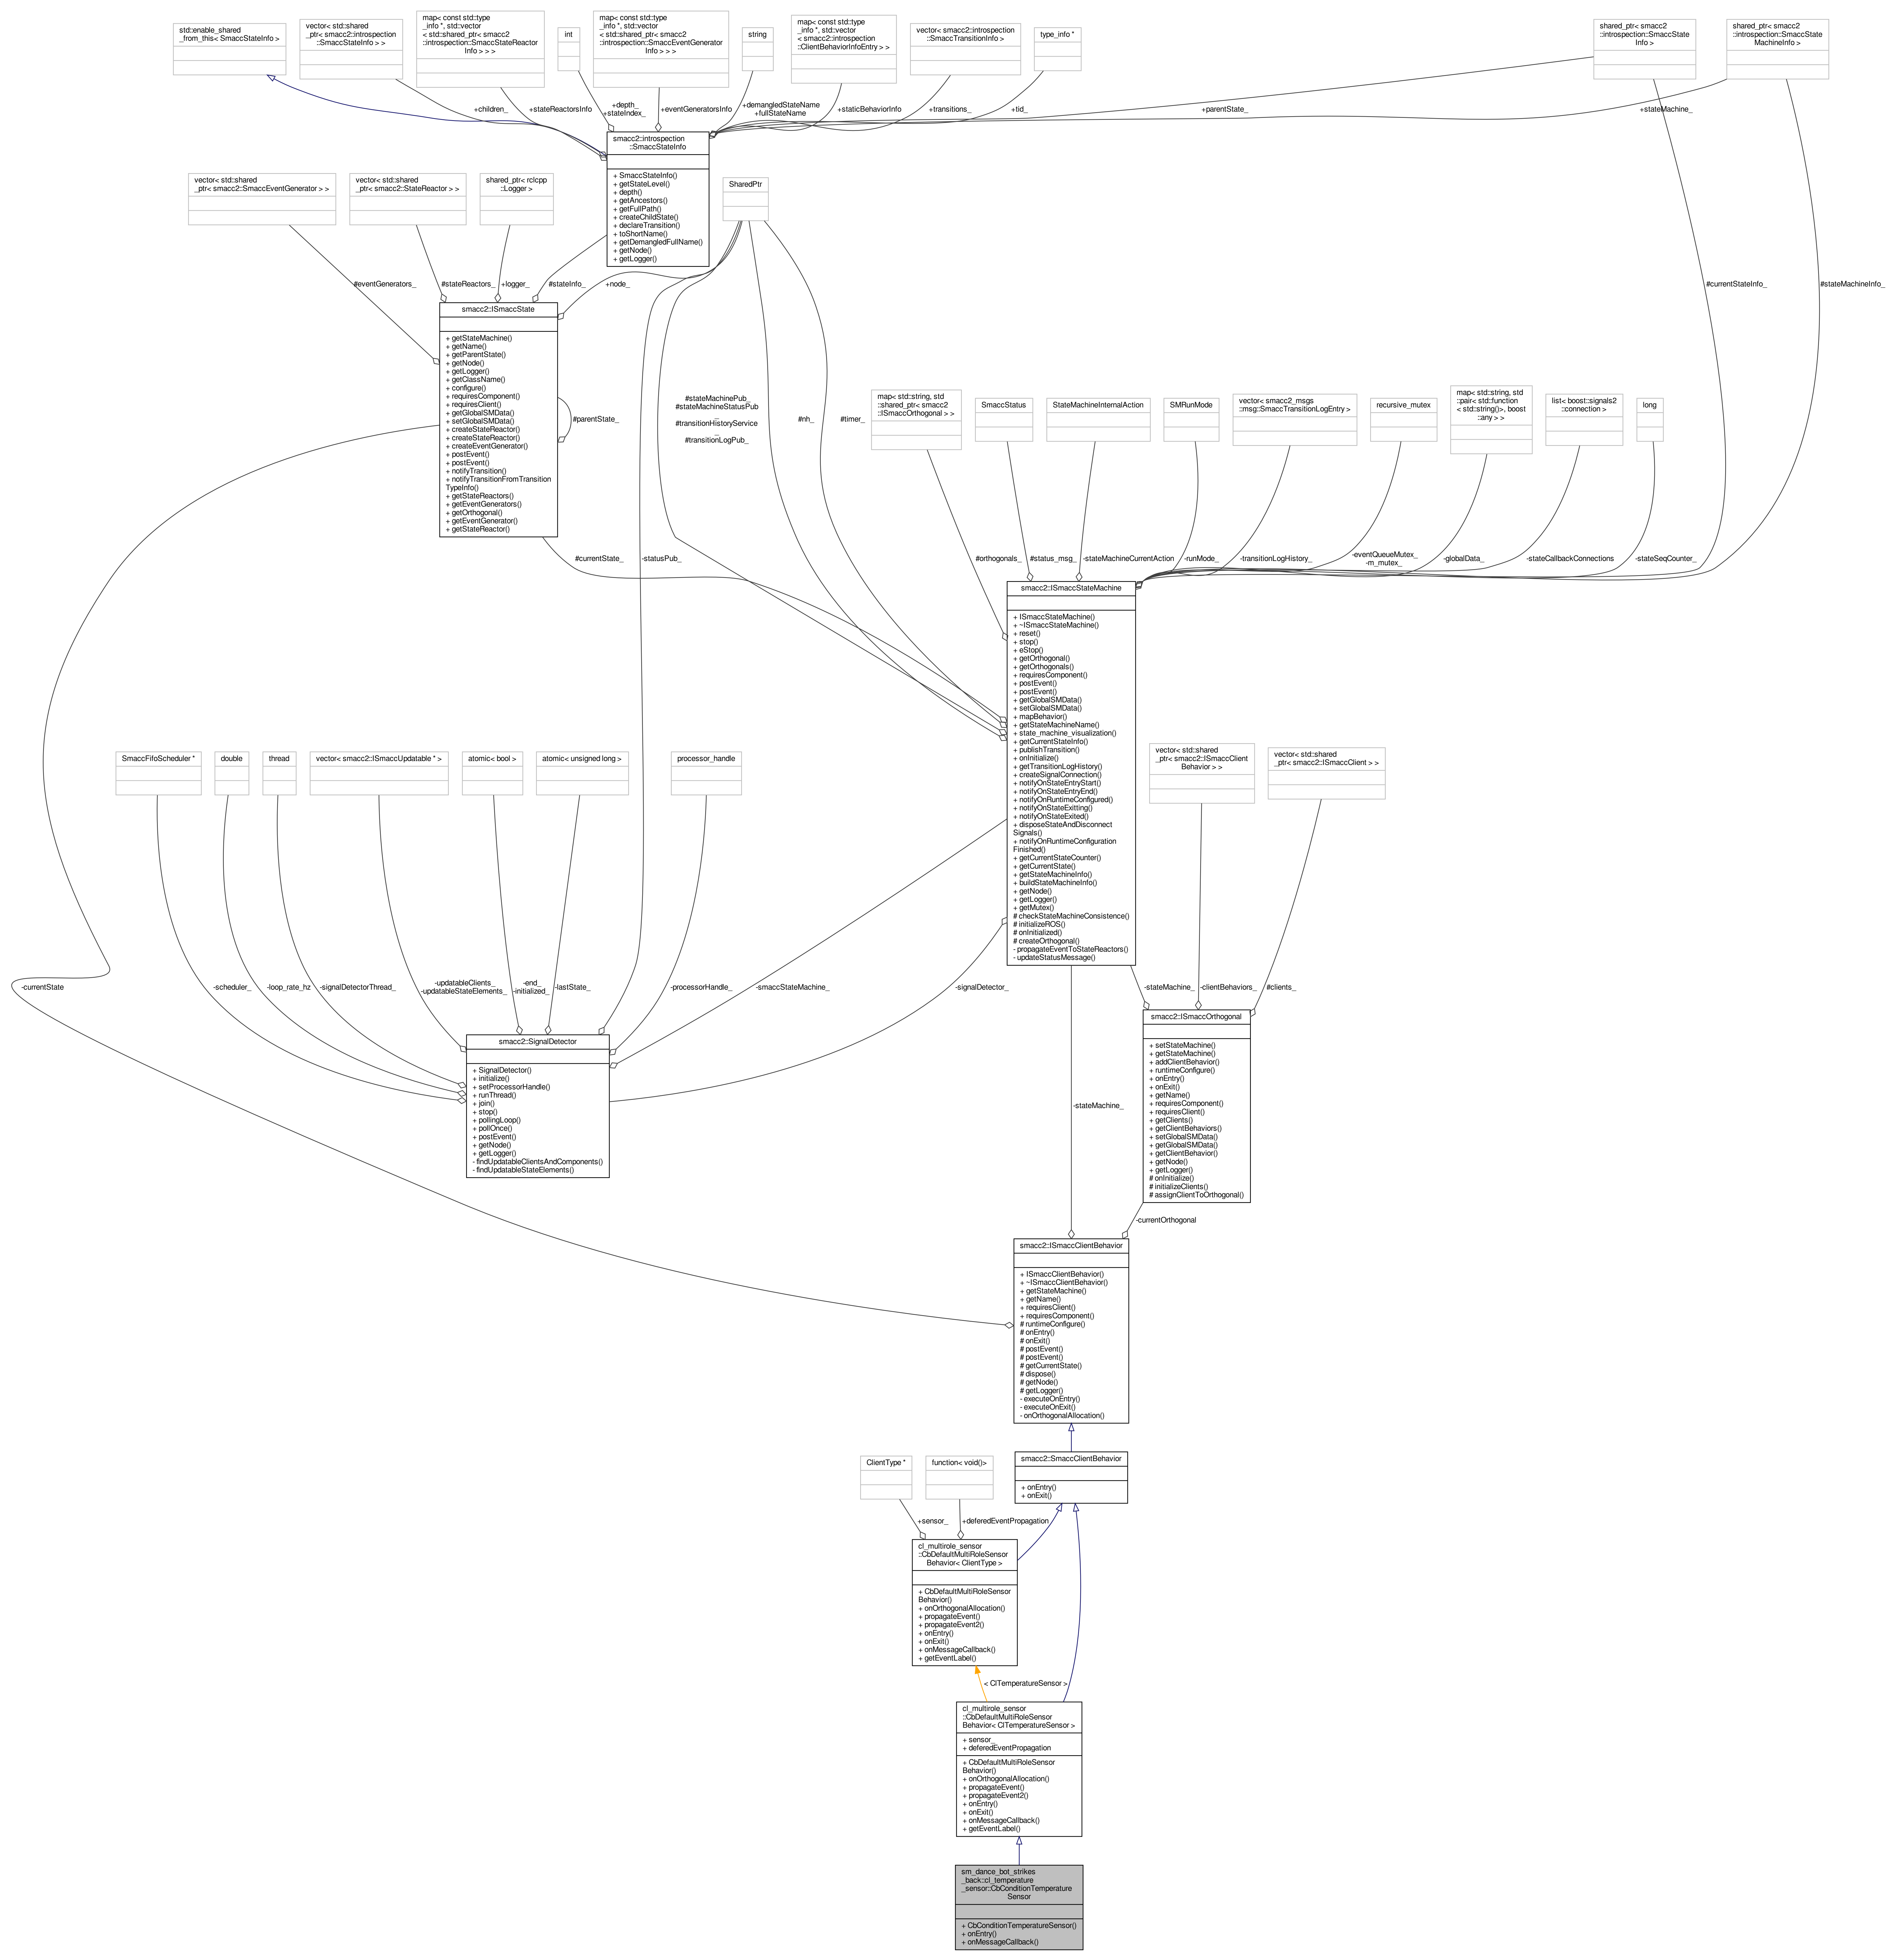 std::enable_shared
_from_this< SmaccStateInfo >
vector< std::shared
_ptr< smacc2::introspection
::SmaccStateInfo > >
map< const std::type
_info *, std::vector
< std::shared_ptr< smacc2
::introspection::SmaccStateReactor
Info > > >
int
map< const std::type
_info *, std::vector
< std::shared_ptr< smacc2
::introspection::SmaccEventGenerator
Info > > >
string
map< const std::type
_info *, std::vector
< smacc2::introspection
::ClientBehaviorInfoEntry > >
vector< smacc2::introspection
::SmaccTransitionInfo >
type_info *
shared_ptr< smacc2
::introspection::SmaccState
Info >
shared_ptr< smacc2
::introspection::SmaccState
MachineInfo >
+children_
+stateReactorsInfo
+depth_
+stateIndex_
+eventGeneratorsInfo
+demangledStateName
+fullStateName
+staticBehaviorInfo
+transitions_
+tid_
+parentState_
+stateMachine_
smacc2::introspection
::SmaccStateInfo
+ SmaccStateInfo()
+ getStateLevel()
+ depth()
+ getAncestors()
+ getFullPath()
+ createChildState()
+ declareTransition()
+ toShortName()
+ getDemangledFullName()
+ getNode()
+ getLogger()
vector< std::shared
_ptr< smacc2::SmaccEventGenerator > >
vector< std::shared
_ptr< smacc2::StateReactor > >
shared_ptr< rclcpp
::Logger >
SharedPtr
#eventGenerators_
#stateReactors_
+logger_
#stateInfo_
+node_
#currentStateInfo_
#stateMachineInfo_
smacc2::ISmaccState
+ getStateMachine()
+ getName()
+ getParentState()
+ getNode()
+ getLogger()
+ getClassName()
+ configure()
+ requiresComponent()
+ requiresClient()
+ getGlobalSMData()
+ setGlobalSMData()
+ createStateReactor()
+ createStateReactor()
+ createEventGenerator()
+ postEvent()
+ postEvent()
+ notifyTransition()
+ notifyTransitionFromTransition
TypeInfo()
+ getStateReactors()
+ getEventGenerators()
+ getOrthogonal()
+ getEventGenerator()
+ getStateReactor()
#parentState_
#stateMachinePub_
#stateMachineStatusPub
_
#transitionHistoryService
_
#transitionLogPub_
#nh_
#timer_
map< std::string, std
::shared_ptr< smacc2
::ISmaccOrthogonal > >
SmaccStatus
StateMachineInternalAction
SMRunMode
vector< smacc2_msgs
::msg::SmaccTransitionLogEntry >
recursive_mutex
map< std::string, std
::pair< std::function
< std::string()>, boost
::any > >
list< boost::signals2
::connection >
long
#currentState_
-statusPub_
#orthogonals_
#status_msg_
-stateMachineCurrentAction
-runMode_
-transitionLogHistory_
-eventQueueMutex_
-m_mutex_
-globalData_
-stateCallbackConnections
-stateSeqCounter_
smacc2::ISmaccStateMachine
+ ISmaccStateMachine()
+ ~ISmaccStateMachine()
+ reset()
+ stop()
+ eStop()
+ getOrthogonal()
+ getOrthogonals()
+ requiresComponent()
+ postEvent()
+ postEvent()
+ getGlobalSMData()
+ setGlobalSMData()
+ mapBehavior()
+ getStateMachineName()
+ state_machine_visualization()
+ getCurrentStateInfo()
+ publishTransition()
+ onInitialize()
+ getTransitionLogHistory()
+ createSignalConnection()
+ notifyOnStateEntryStart()
+ notifyOnStateEntryEnd()
+ notifyOnRuntimeConfigured()
+ notifyOnStateExitting()
+ notifyOnStateExited()
+ disposeStateAndDisconnect
Signals()
+ notifyOnRuntimeConfiguration
Finished()
+ getCurrentStateCounter()
+ getCurrentState()
+ getStateMachineInfo()
+ buildStateMachineInfo()
+ getNode()
+ getLogger()
+ getMutex()
# checkStateMachineConsistence()
# initializeROS()
# onInitialized()
# createOrthogonal()
- propagateEventToStateReactors()
- updateStatusMessage()
SmaccFifoScheduler *
double
thread
vector< smacc2::ISmaccUpdatable * >
atomic< bool >
atomic< unsigned long >
processor_handle
vector< std::shared
_ptr< smacc2::ISmaccClient
Behavior > >
vector< std::shared
_ptr< smacc2::ISmaccClient > >
-currentState
-scheduler_
-loop_rate_hz
-signalDetectorThread_
-updatableClients_
-updatableStateElements_
-end_
-initialized_
-lastState_
-processorHandle_
-smaccStateMachine_
-signalDetector_
-stateMachine_
-clientBehaviors_
#clients_
smacc2::SignalDetector
+ SignalDetector()
+ initialize()
+ setProcessorHandle()
+ runThread()
+ join()
+ stop()
+ pollingLoop()
+ pollOnce()
+ postEvent()
+ getNode()
+ getLogger()
- findUpdatableClientsAndComponents()
- findUpdatableStateElements()
smacc2::ISmaccOrthogonal
+ setStateMachine()
+ getStateMachine()
+ addClientBehavior()
+ runtimeConfigure()
+ onEntry()
+ onExit()
+ getName()
+ requiresComponent()
+ requiresClient()
+ getClients()
+ getClientBehaviors()
+ setGlobalSMData()
+ getGlobalSMData()
+ getClientBehavior()
+ getNode()
+ getLogger()
# onInitialize()
# initializeClients()
# assignClientToOrthogonal()
-stateMachine_
-currentOrthogonal
smacc2::ISmaccClientBehavior
+ ISmaccClientBehavior()
+ ~ISmaccClientBehavior()
+ getStateMachine()
+ getName()
+ requiresClient()
+ requiresComponent()
# runtimeConfigure()
# onEntry()
# onExit()
# postEvent()
# postEvent()
# getCurrentState()
# dispose()
# getNode()
# getLogger()
- executeOnEntry()
- executeOnExit()
- onOrthogonalAllocation()
ClientType *
function< void()>
smacc2::SmaccClientBehavior
+ onEntry()
+ onExit()
+sensor_
+deferedEventPropagation
cl_multirole_sensor
::CbDefaultMultiRoleSensor
Behavior< ClientType >
+ CbDefaultMultiRoleSensor
Behavior()
+ onOrthogonalAllocation()
+ propagateEvent()
+ propagateEvent2()
+ onEntry()
+ onExit()
+ onMessageCallback()
+ getEventLabel()
< ClTemperatureSensor >
cl_multirole_sensor
::CbDefaultMultiRoleSensor
Behavior< ClTemperatureSensor >
+ sensor_
+ deferedEventPropagation
+ CbDefaultMultiRoleSensor
Behavior()
+ onOrthogonalAllocation()
+ propagateEvent()
+ propagateEvent2()
+ onEntry()
+ onExit()
+ onMessageCallback()
+ getEventLabel()
sm_dance_bot_strikes
_back::cl_temperature
_sensor::CbConditionTemperature
Sensor
+ CbConditionTemperatureSensor()
+ onEntry()
+ onMessageCallback()